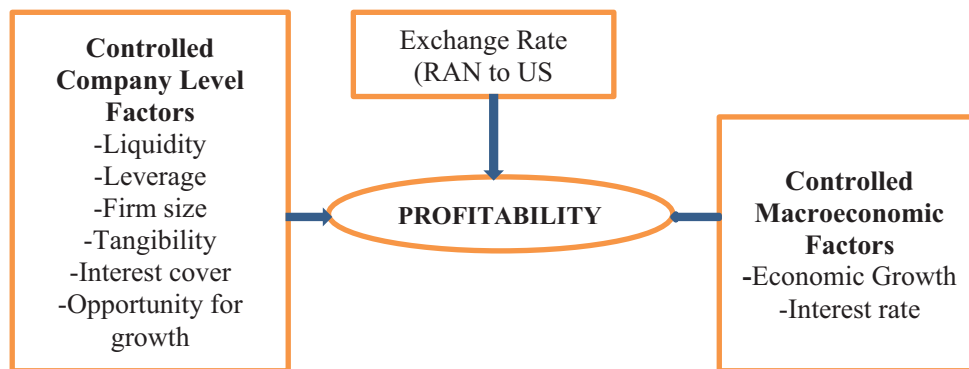 Controlled
Company Level
Factors
-Liquidity
-Leverage
-Firm size
-Tangibility
-Interest cover
-Opportunity for
growth
Exchange Rate
(RAN to US
PROFITABILITY
Controlled
Macroeconomic
Factors
-Economic Growth
-Interest rate